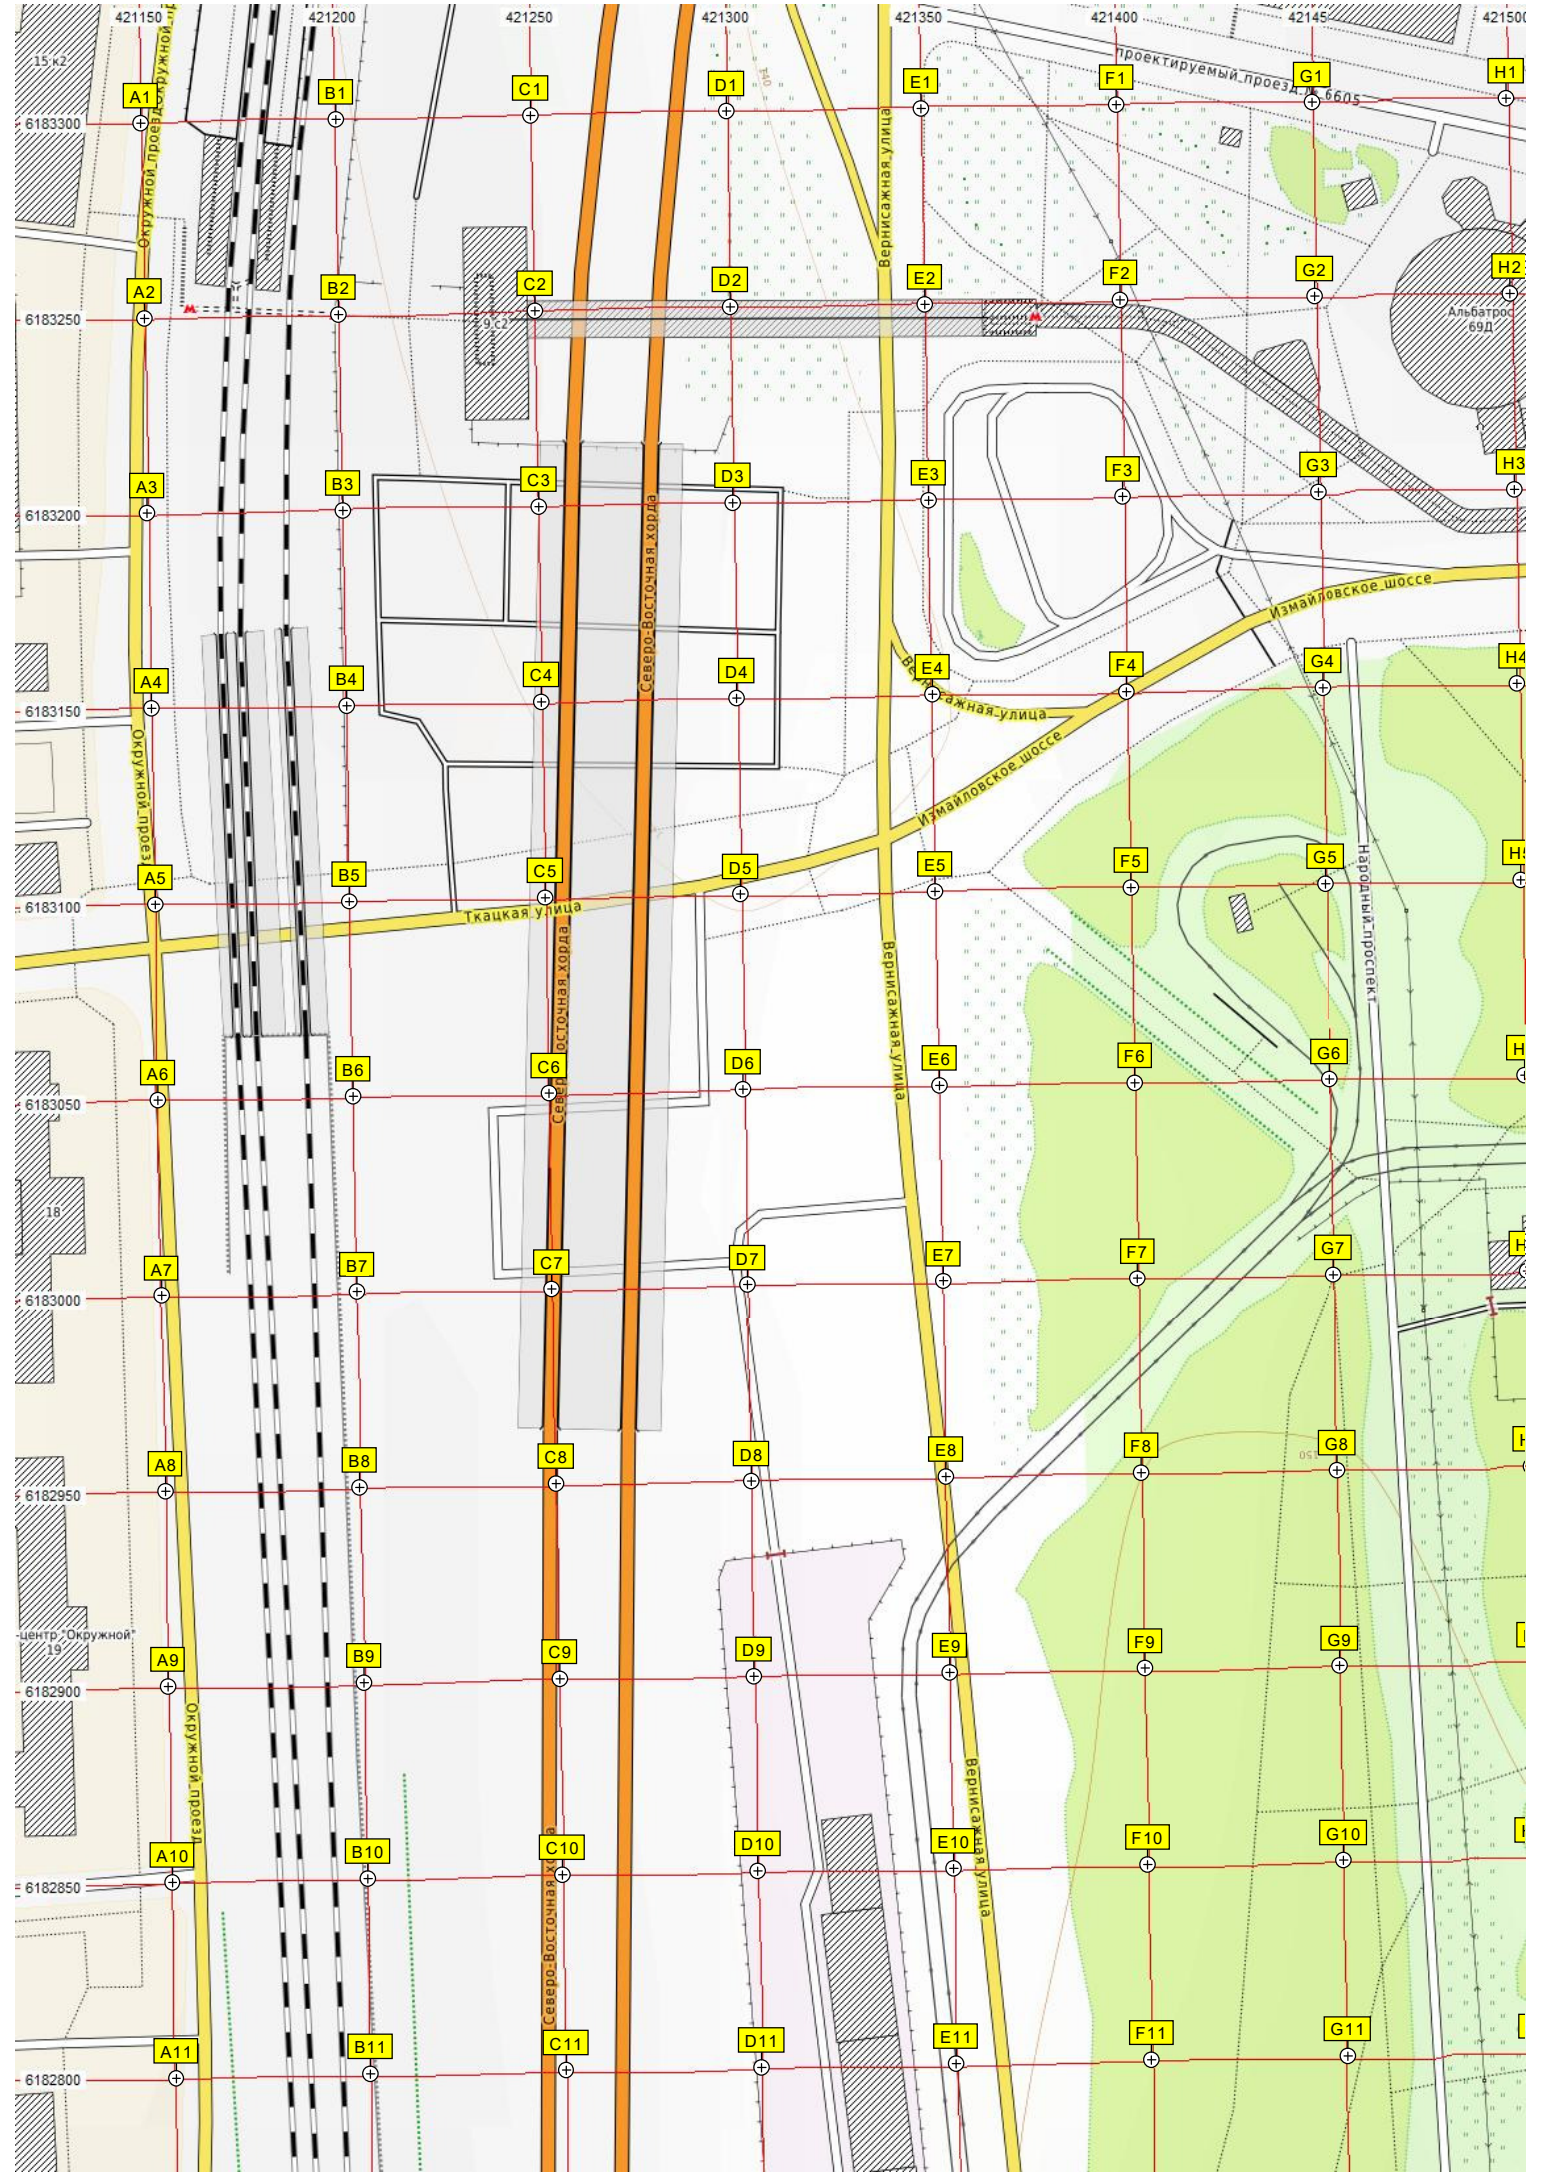 421150
421200
421250
421300
421350
421400
42145
421500
15 к2
проектируемый проезд № 6605
A1
B1
C1
D1
E1
F1
G1
H1
140
6183300
Окружной проезд
Вернисажная улица
A2
B2
C2
D2
E2
F2
G2
H2
9 с2
6183250
Альбатрос
69Д
A3
B3
C3
D3
E3
F3
G3
H3
6183200
Северо-Восточная хорда
Измайловское шоссе
A4
B4
C4
D4
E4
F4
G4
H4
6183150
Вернисажная улица
Измайловское шоссе
Окружной проезд
A5
B5
C5
D5
E5
F5
G5
6183100
Ткацкая улица
Народный проспект
Вернисажная улица
Северо-Восточная хорда
A6
B6
C6
D6
E6
F6
G6
6183050
18
A7
B7
C7
D7
E7
F7
G7
6183000
A8
B8
C8
D8
E8
F8
G8
150
6182950
-центр "Окружной"
19
A9
B9
C9
D9
E9
F9
G9
6182900
Окружной проезд
Вернисажная улица
A10
B10
C10
D10
E10
F10
G10
6182850
Северо-Восточная хорда
A11
B11
C11
D11
E11
F11
G11
6182800